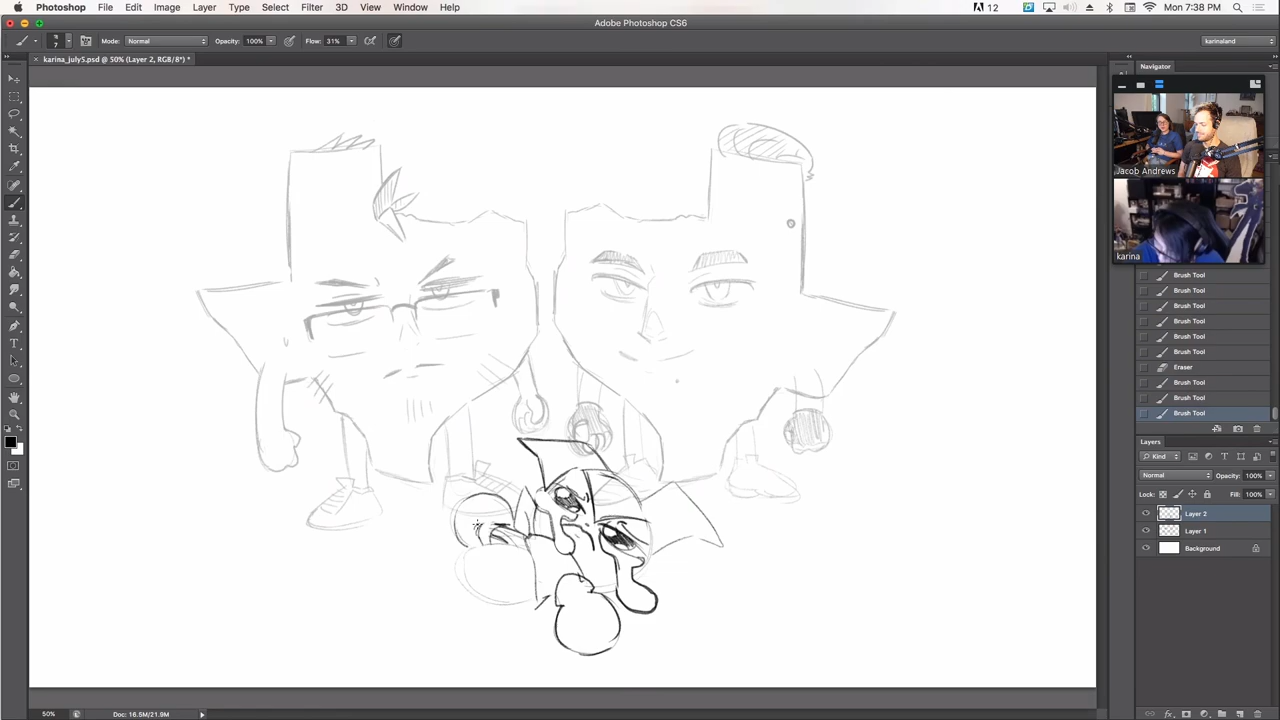 Photoshop File Edit Image Layer Type Select Filter 3D View Window Help 12 Mon 7:38 PM
Adobe Photoshop CS6
7 Mode: Normal Opacity: 100% Flow: 31% karinaland
× karina_july5.psd @ 50% (Layer 2, RGB/8*) *
Navigator
Jacob Andrews
karina
Brush Tool
Brush Tool
Brush Tool
Brush Tool
Brush Tool
Brush Tool
Eraser
Brush Tool
Brush Tool
Brush Tool
Layers
Kind
Normal Opacity: 100%
Lock: Fill: 100%
Layer 2
Layer 1
Background
50% Doc: 16.5M/21.9M